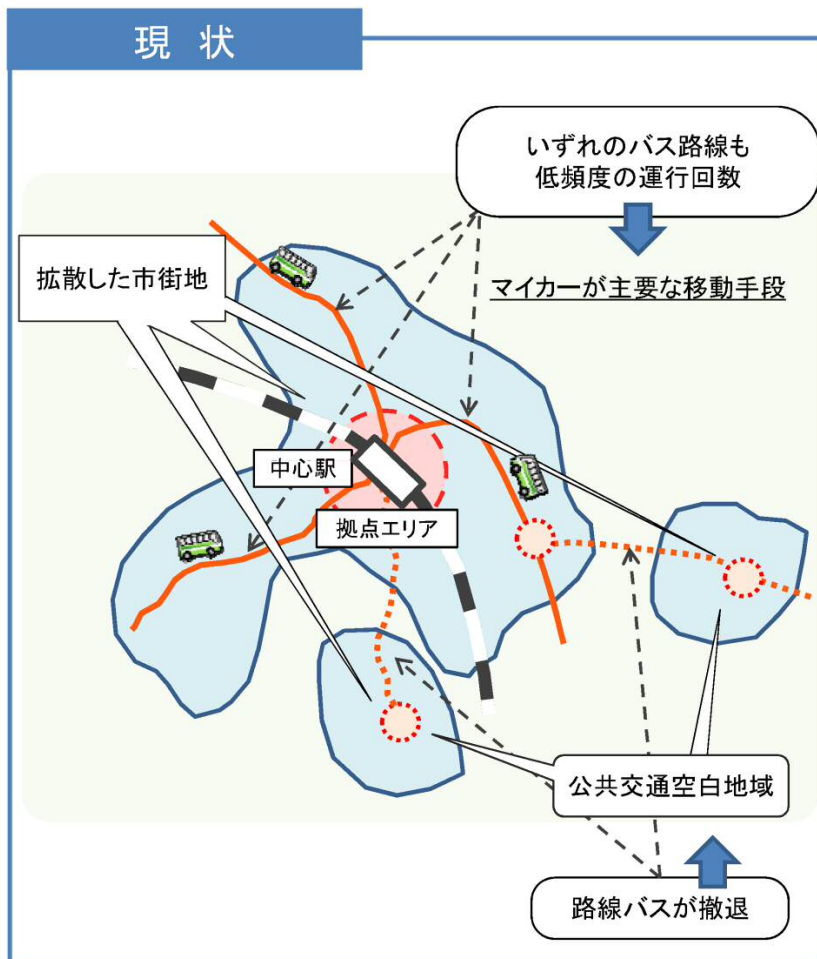 現 状
いずれのバス路線も
低頻度の運行回数
拡散した市街地
マイカーが主要な移動手段
中心駅
拠点エリア
公共交通空白地域
路線バスが撤退